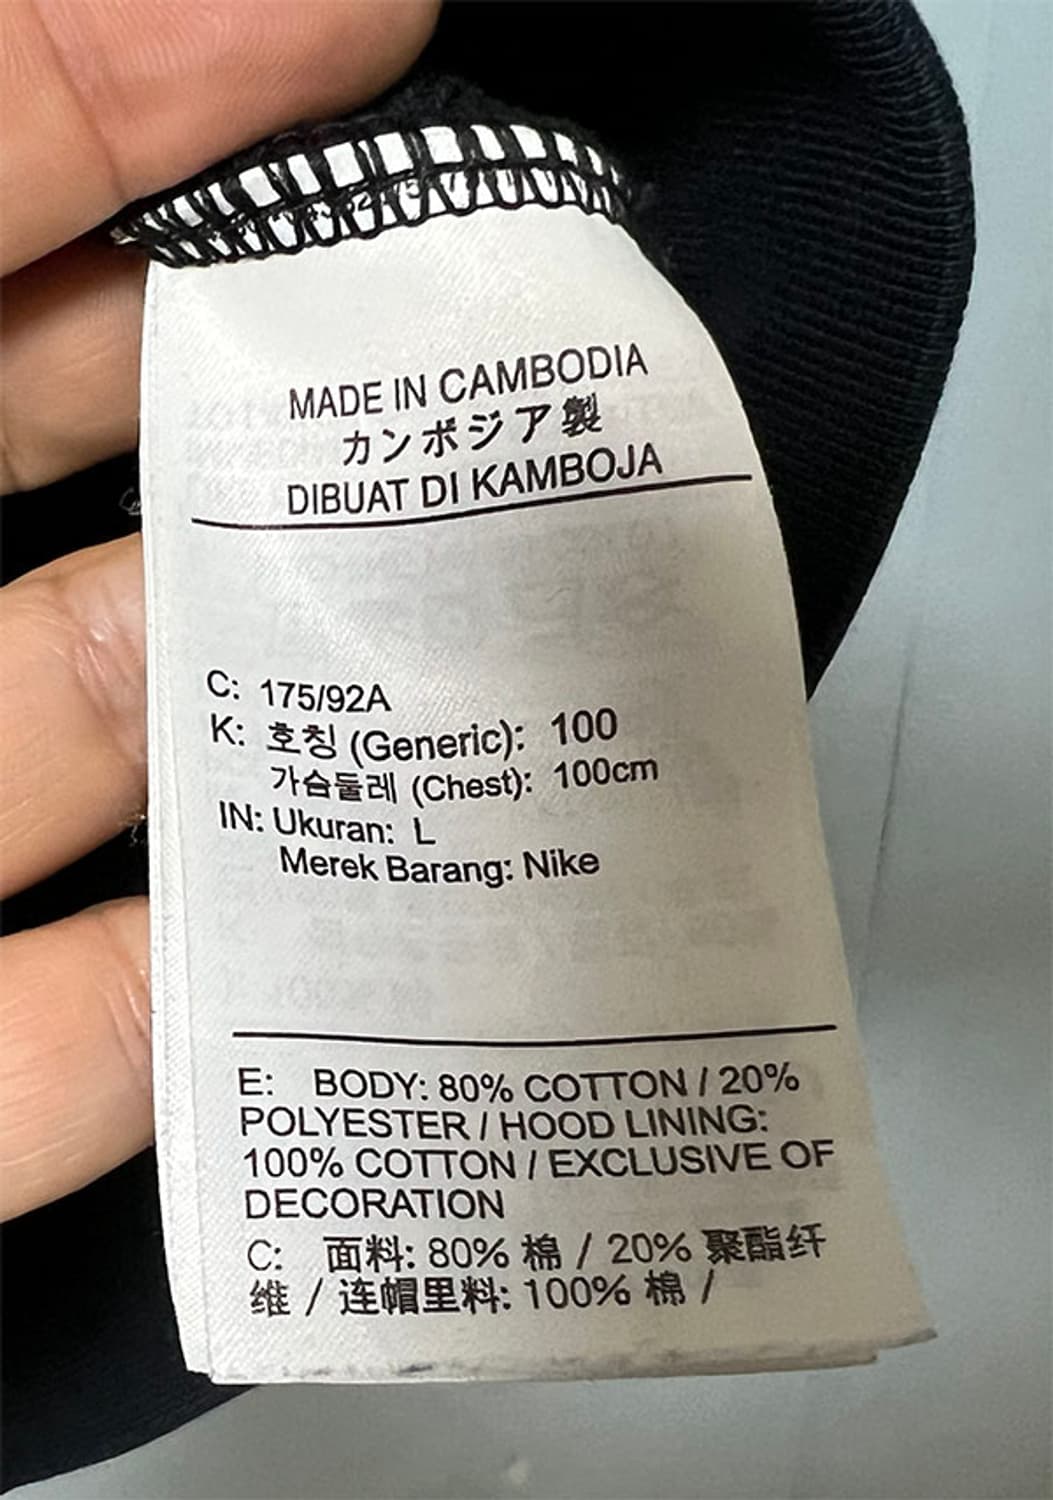 MADE IN CAMBODIA
カンボジア製
DIBUAT DI KAMBOJA
C: 175/92A
K: 호칭 (Generic): 100
가슴둘레 (Chest): 100cm
IN: Ukuran: L
Merek Barang: Nike
E: BODY: 80% COTTON / 20%
POLYESTER / HOOD LINING:
100% COTTON / EXCLUSIVE OF
DECORATION
C: 面料: 80% 棉 / 20% 聚酯纤
维 / 连帽里料: 100% 棉 /